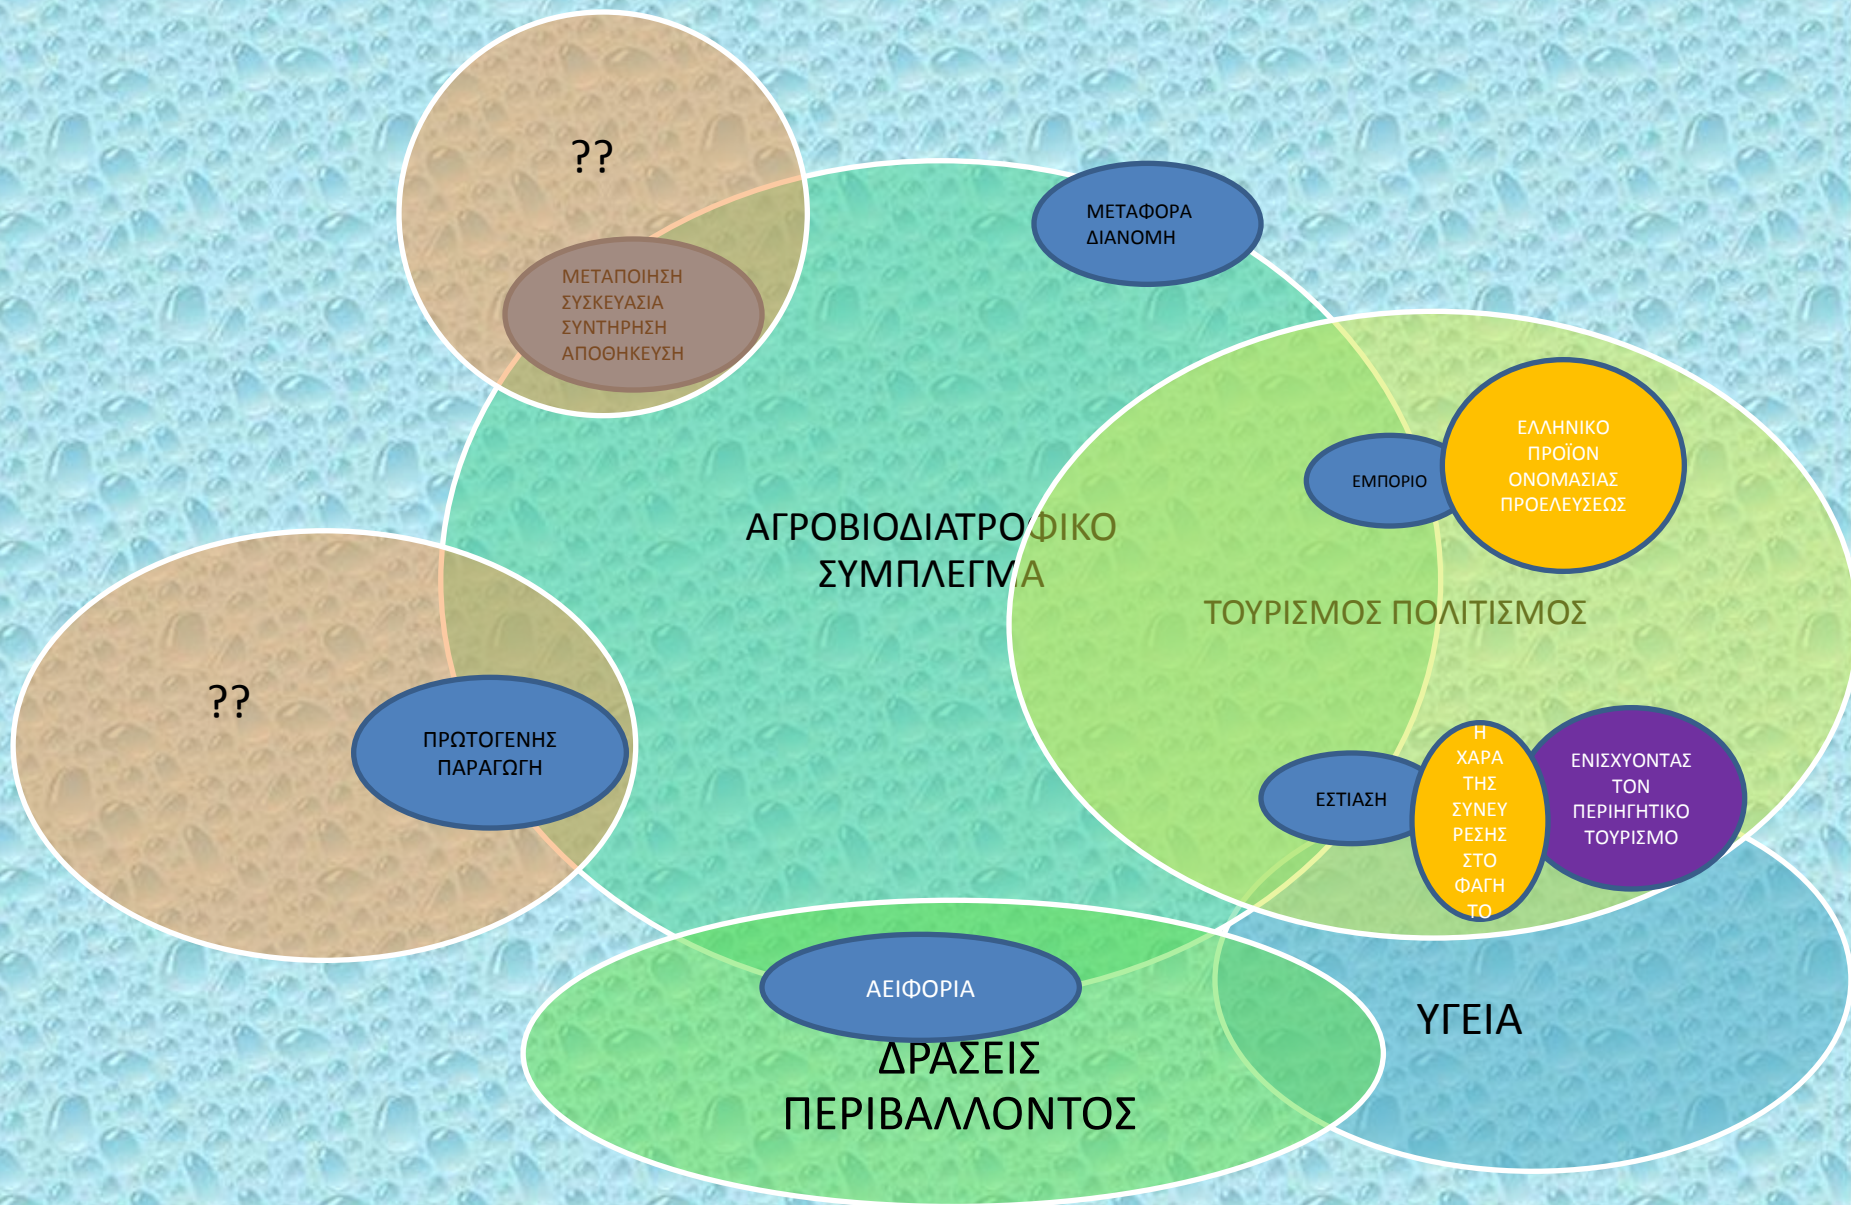 ??
ΜΕΤΑΠΟΙΗΣΗ
ΣΥΣΚΕΥΑΣΙΑ
ΣΥΝΤΗΡΗΣΗ
ΑΠΟΘΗΚΕΥΣΗ
ΜΕΤΑΦΟΡΑ
ΔΙΑΝΟΜΗ
ΕΛΛΗΝΙΚΟ
ΠΡΟΪΟΝ
ΟΝΟΜΑΣΙΑΣ
ΠΡΟΕΛΕΥΣΕΩΣ
ΕΜΠΟΡΙΟ
ΑΓΡΟΒΙΟΔΙΑΤΡΟΦΙΚΟ
ΣΥΜΠΛΕΓΜΑ
ΤΟΥΡΙΣΜΟΣ ΠΟΛΙΤΙΣΜΟΣ
??
ΠΡΩΤΟΓΕΝΗΣ
ΠΑΡΑΓΩΓΗ
ΕΣΤΙΑΣΗ
Η
ΧΑΡΑ
ΤΗΣ
ΣΥΝΕΥ
ΡΕΣΗΣ
ΣΤΟ
ΦΑΓΗ
ΤΟ
ΕΝΙΣΧΥΟΝΤΑΣ
ΤΟΝ
ΠΕΡΙΗΓΗΤΙΚΟ
ΤΟΥΡΙΣΜΟ
ΑΕΙΦΟΡΙΑ
ΔΡΑΣΕΙΣ
ΠΕΡΙΒΑΛΛΟΝΤΟΣ
ΥΓΕΙΑ